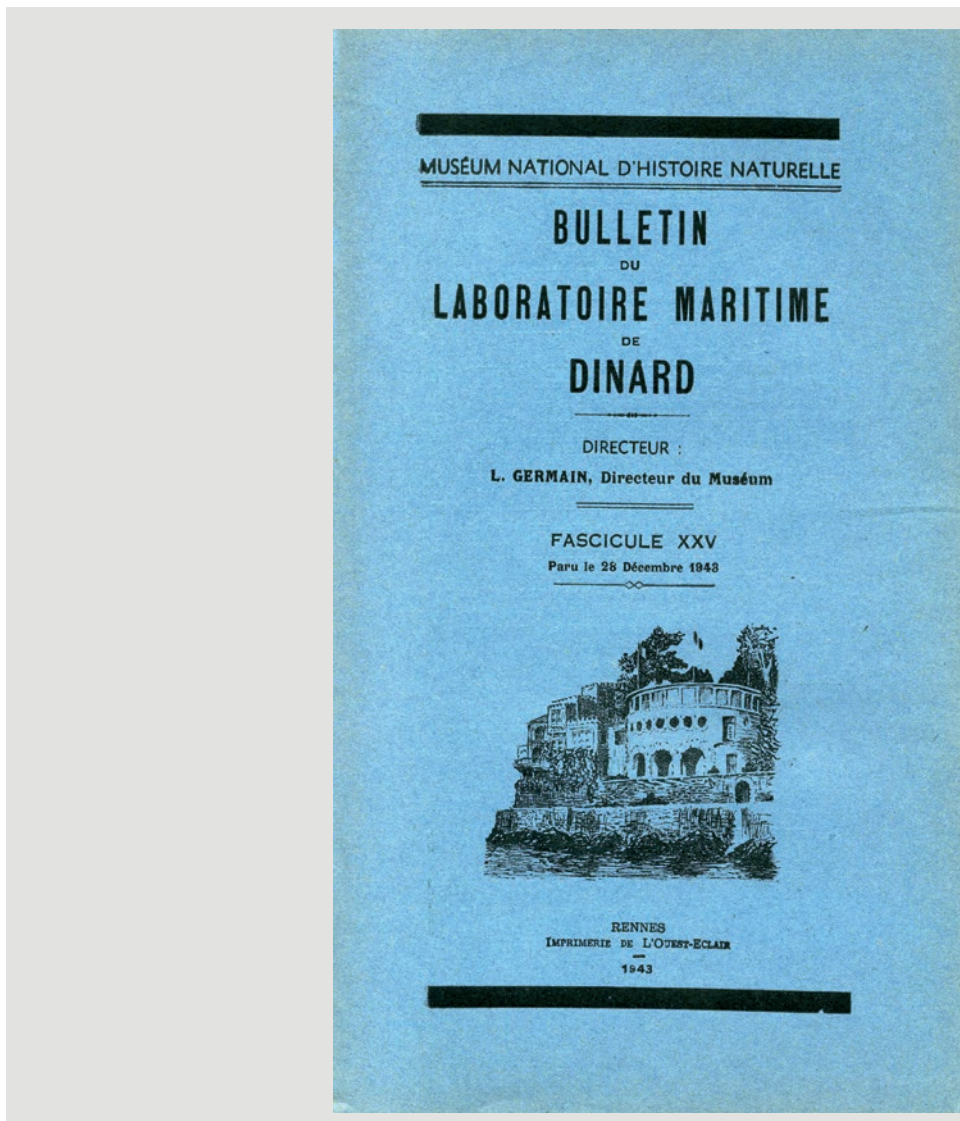 MUSÉUM NATIONAL D'HISTOIRE NATURELLE
BULLETIN
DU
LABORATOIRE MARITIME
DE
DINARD
DIRECTEUR :
L. GERMAIN, Directeur du Muséum
FASCICULE XXV
Paru le 28 Décembre 1943
RENNES
IMPRIMERIE DE L'OUEST-ECLAIR
1943